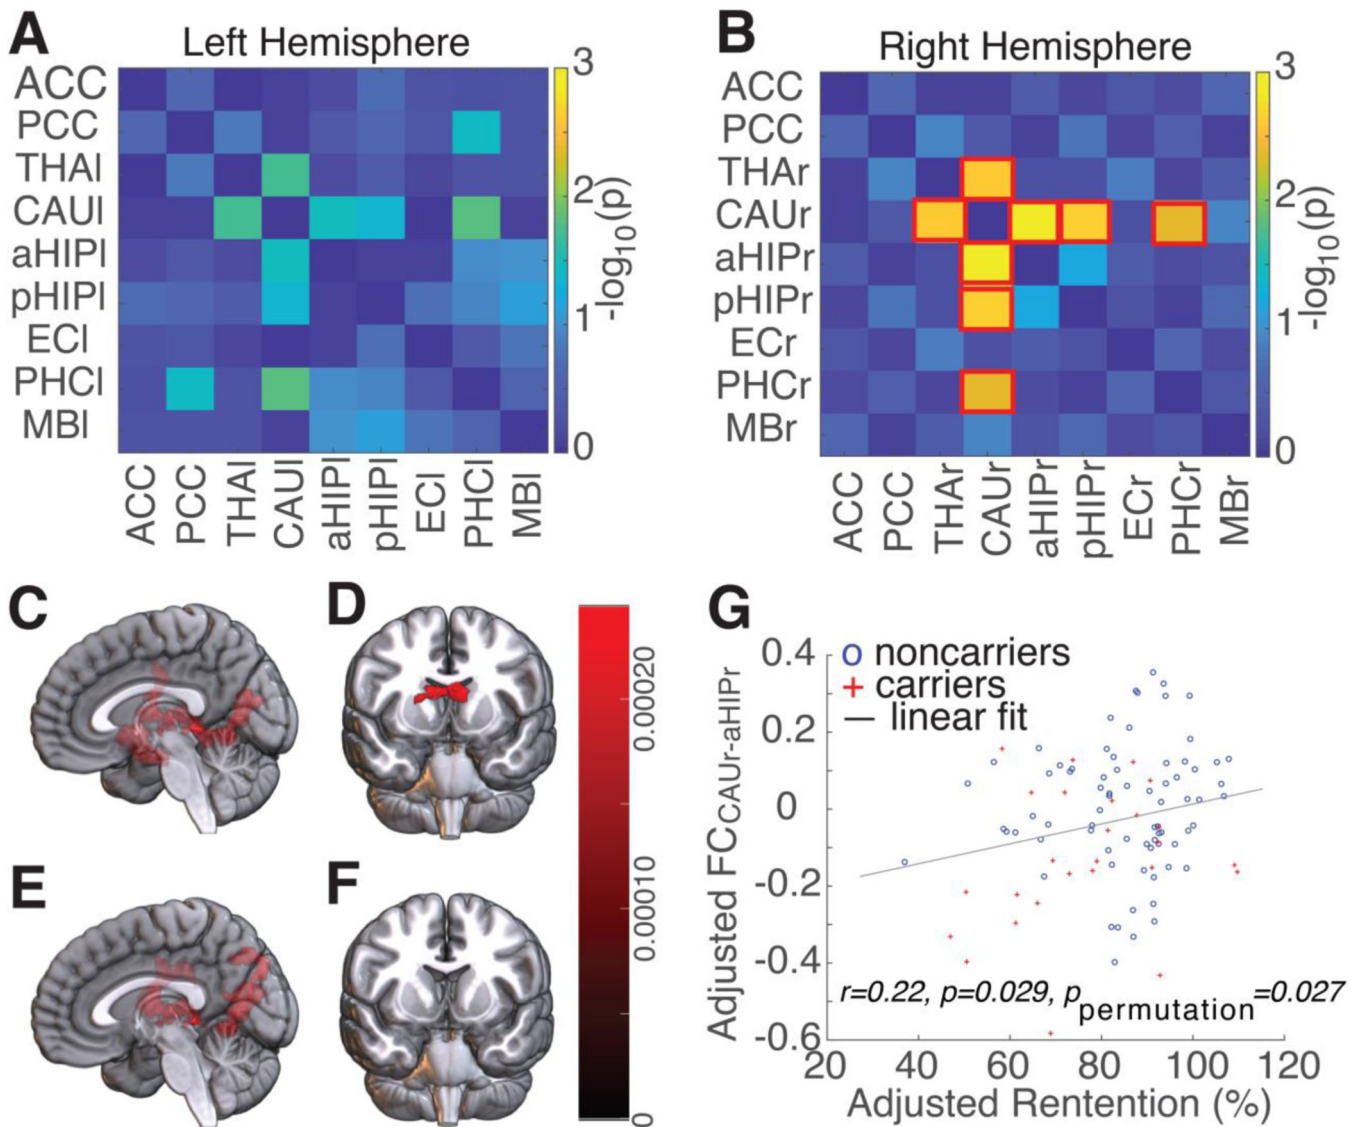 A
Left Hemisphere
ACC
PCC
THAl
CAUl
aHIPl
pHIPl
ECl
PHCl
MBl
ACC
PCC
THAl
CAUl
aHIPl
pHIPl
ECl
PHCl
MBl
3
2
1
0
-log10(p)
B
Right Hemisphere
ACC
PCC
THAr
CAUr
aHIPr
pHIPr
ECr
PHCr
MBr
ACC
PCC
THAr
CAUr
aHIPr
pHIPr
ECr
PHCr
MBr
3
2
1
0
-log10(p)
C
D
E
F
0.00020
0.00010
0
G
o noncarriers
+ carriers
— linear fit
0.4
0.2
0
-0.2
-0.4
-0.6
Adjusted FCCAUr-aHIPr
r=0.22, p=0.029, ppermutation=0.027
20
40
60
80
100
120
Adjusted Rentention (%)